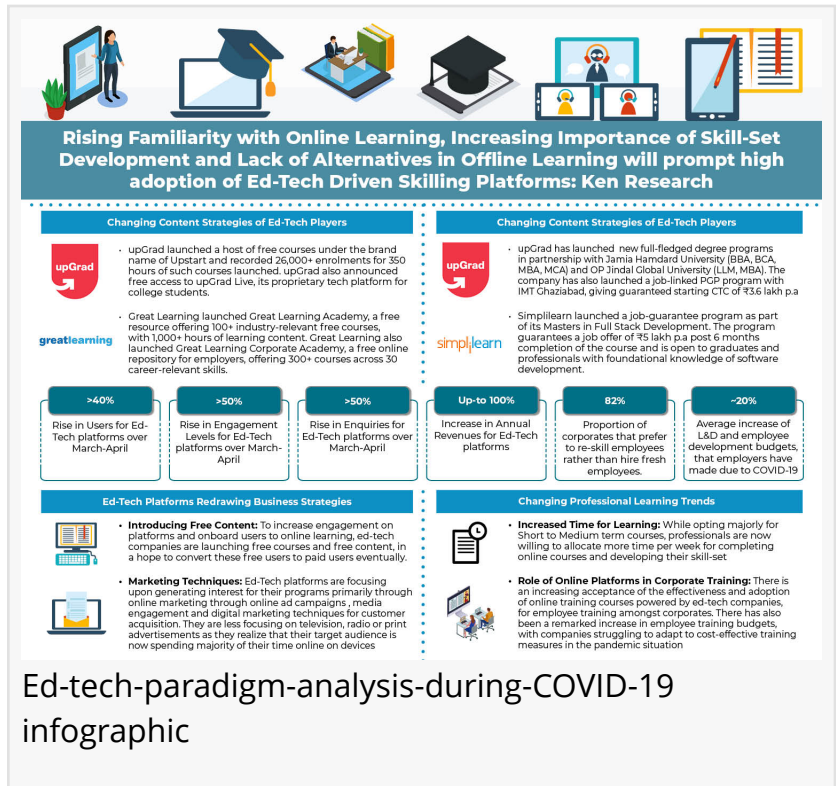 Rising Familiarity with Online Learning, Increasing Importance of Skill-Set
Development and Lack of Alternatives in Offline Learning will prompt high
adoption of Ed-Tech Driven Skilling Platforms: Ken Research
Changing Content Strategies of Ed-Tech Players
upGrad
• upGrad launched a host of free courses under the brand
name of Upstart and recorded 26,000+ enrolments for 350
hours of such courses launched. upGrad also announced
free access to upGrad Live, its proprietary tech platform for
college students.
greatlearning
• Great Learning launched Great Learning Academy, a free
resource offering 100+ industry-relevant free courses,
with 1,000+ hours of learning content. Great Learning also
launched Great Learning Corporate Academy, a free online
repository for employers, offering 300+ courses across 30
career-relevant skills.
Changing Content Strategies of Ed-Tech Players
upGrad
• upGrad has launched new full-fledged degree programs
in partnership with Jamia Hamdard University (BBA, BCA,
MBA, MCA) and OP Jindal Global University (LLM, MBA). The
company has also launched a job-linked PGP program with
IMT Ghaziabad, giving guaranteed starting CTC of ₹3.6 lakh p.a
simplilearn
• Simplilearn launched a job-guarantee program as part
of its Masters in Full Stack Development. The program
guarantees a job offer of ₹5 lakh p.a post 6 months
completion of the course and is open to graduates and
professionals with foundational knowledge of software
development.
>40%
Rise in Users for Ed-
Tech platforms over
March-April
>50%
Rise in Engagement
Levels for Ed-Tech
platforms over March-
April
>50%
Rise in Enquiries for
Ed-Tech platforms over
March-April
Up-to 100%
Increase in Annual
Revenues for Ed-Tech
platforms
82%
Proportion of
corporates that prefer
to re-skill employees
rather than hire fresh
employees.
~20%
Average increase of
L&D and employee
development budgets,
that employers have
made due to COVID-19
Ed-Tech Platforms Redrawing Business Strategies
• Introducing Free Content: To increase engagement on
platforms and onboard users to online learning, ed-tech
companies are launching free courses and free content, in
a hope to convert these free users to paid users eventually.
• Marketing Techniques: Ed-Tech platforms are focusing
upon generating interest for their programs primarily through
online marketing through online ad campaigns , media
engagement and digital marketing techniques for customer
acquisition. They are less focusing on television, radio or print
advertisements as they realize that their target audience is
now spending majority of their time online on devices
Changing Professional Learning Trends
• Increased Time for Learning: While opting majorly for
Short to Medium term courses, professionals are now
willing to allocate more time per week for completing
online courses and developing their skill-set
• Role of Online Platforms in Corporate Training: There is
an increasing acceptance of the effectiveness and adoption
of online training courses powered by ed-tech companies,
for employee training amongst corporates. There has also
been a remarked increase in employee training budgets,
with companies struggling to adapt to cost-effective training
measures in the pandemic situation
Ed-tech-paradigm-analysis-during-COVID-19
infographic